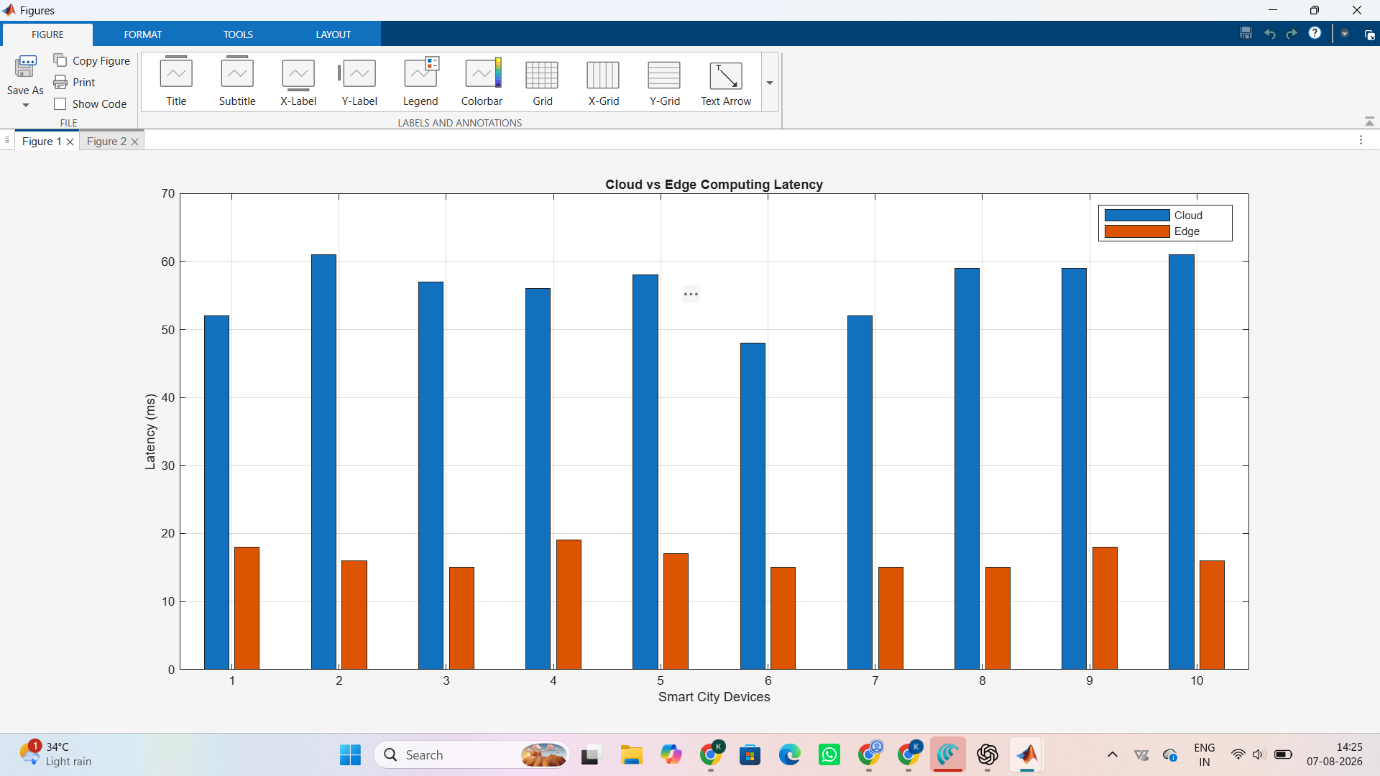 Figures
FIGURE FORMAT TOOLS LAYOUT
Save As
Copy Figure
Print
Show Code
FILE
Title Subtitle X-Label Y-Label Legend Colorbar Grid X-Grid Y-Grid Text Arrow
LABELS AND ANNOTATIONS
Figure 1 Figure 2
Cloud vs Edge Computing Latency
Cloud
Edge
70
60
50
40
30
20
10
0
Latency (ms)
1 2 3 4 5 6 7 8 9 10
Smart City Devices
1
34°C
Light rain
Search
K
K
ENG
IN
14:25
07-08-2026